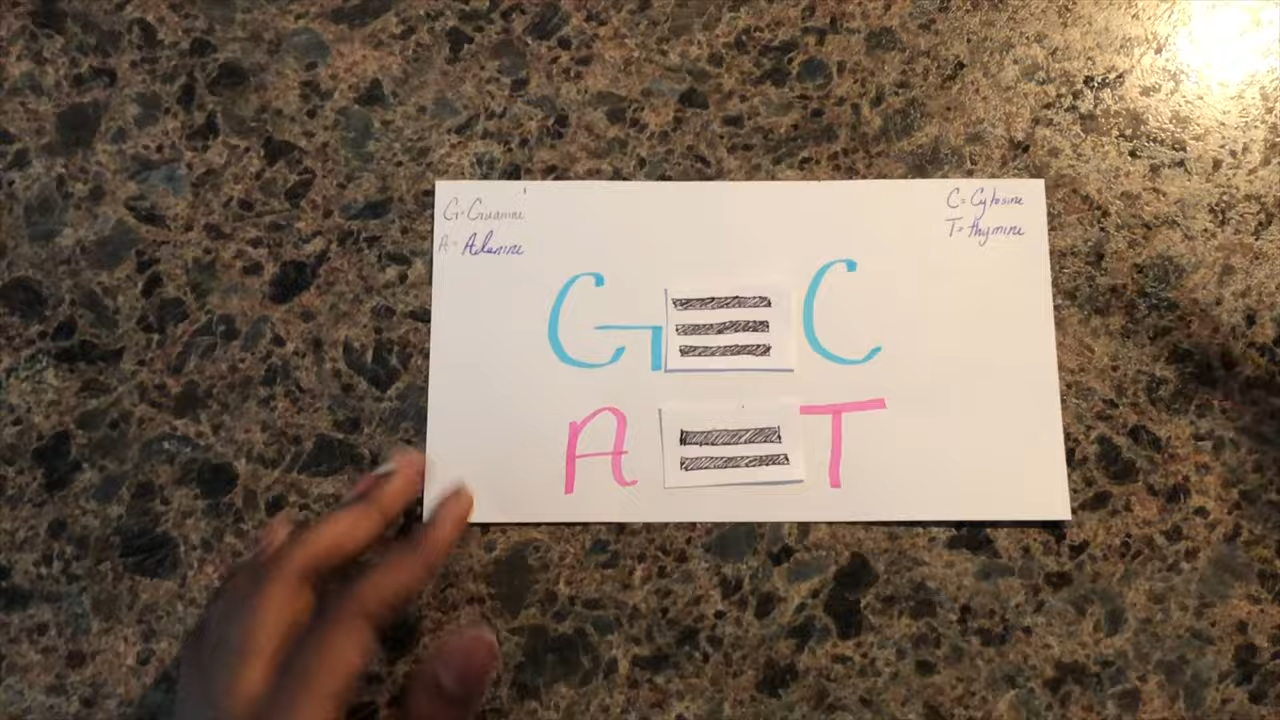 G=Guanine
A=Adenine
C=Cytosine
T=thymine
G C
A T